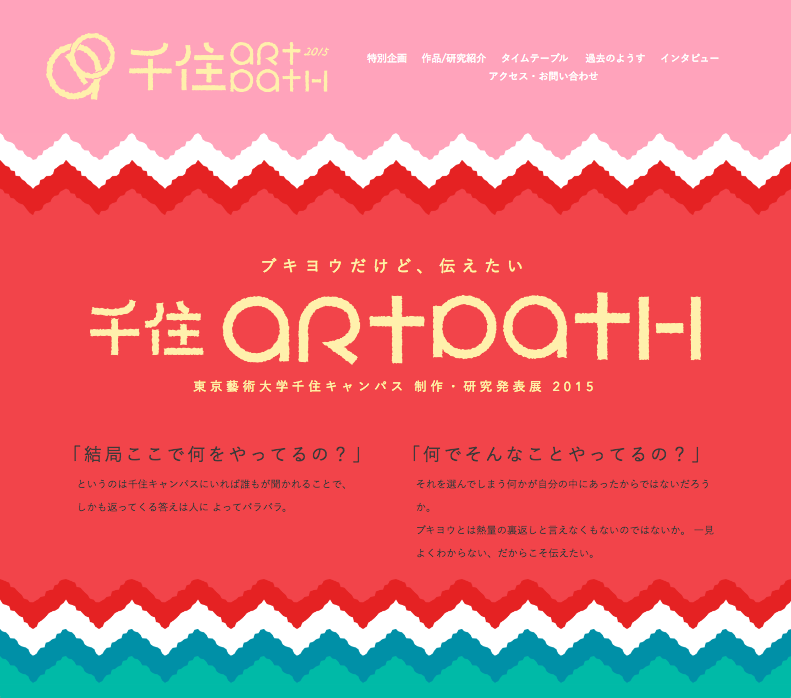 千住 art path 2015
特別企画 作品/研究紹介 タイムテーブル 過去のようす インタビュー
アクセス・お問い合わせ
ブキヨウだけど、伝えたい
千住 artpath
東京藝術大学千住キャンパス 制作・研究発表展 2015
「結局ここで何をやってるの？」
というのは千住キャンパスにいれば誰もが聞かれることで、
しかも返ってくる答えは人に よってバラバラ。
「何でそんなことやってるの？」
それを選んでしまう何かが自分の中にあったからではないだろう
か。
ブキヨウとは熱量の裏返しと言えなくもないのではないか。 一見
よくわからない、だからこそ伝えたい。